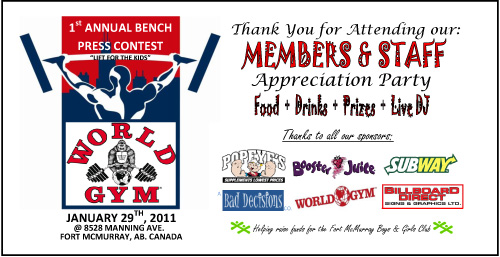 1st ANNUAL BENCH
PRESS CONTEST
"LIFT FOR THE KIDS"
WORLD
GYM
JANUARY 29TH, 2011
@ 8528 MANNING AVE.
FORT MCMURRAY, AB. CANADA
Thank You for Attending our:
MEMBERS & STAFF
Appreciation Party
Food + Drinks + Prizes + Live DJ
Thanks to all our sponsors:
POPEYE'S
SUPPLEMENTS LOWEST PRICES
Booster Juice
SUBWAY
Bad Decisions
WORLD GYM
BILLBOARD
DIRECT
SIGNS & GRAPHICS LTD.
Helping raise funds for the Fort McMurray Boys & Girls Club